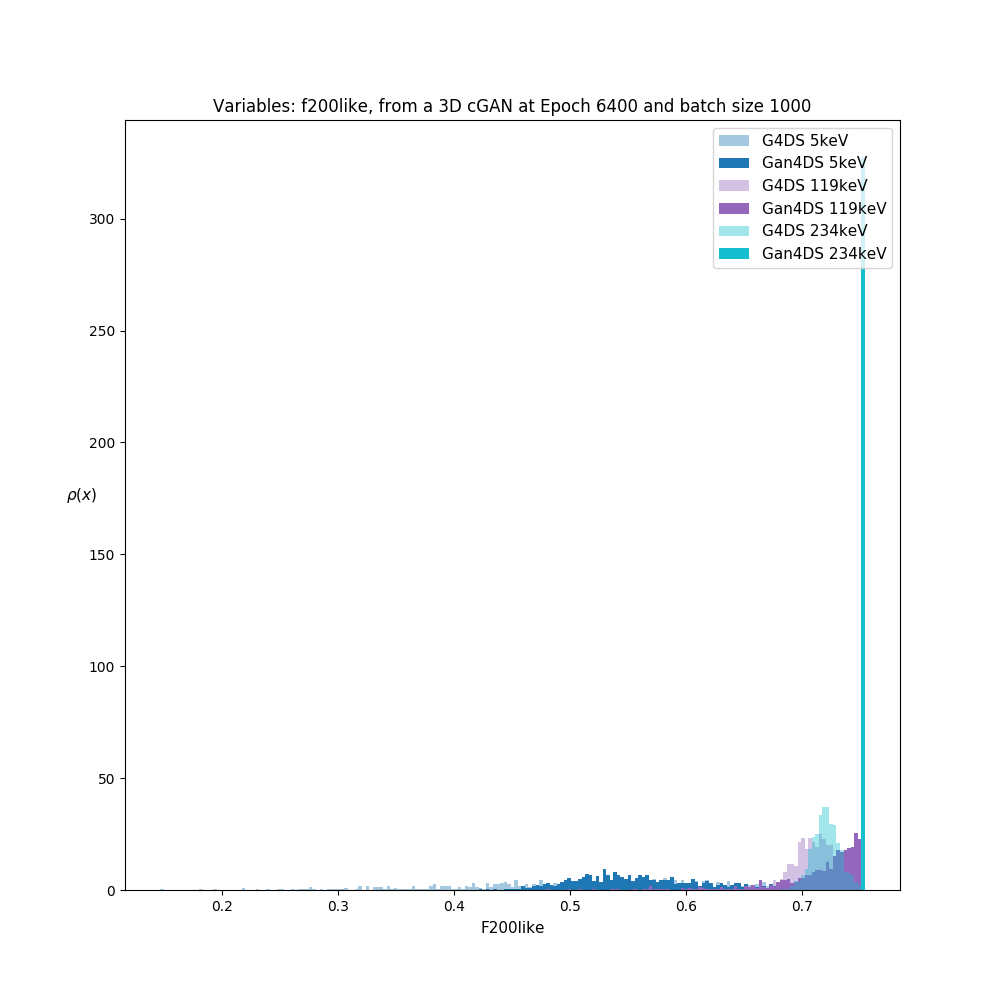 Variables: f200like, from a 3D cGAN at Epoch 6400 and batch size 1000
G4DS 5keV
Gan4DS 5keV
G4DS 119keV
Gan4DS 119keV
G4DS 234keV
Gan4DS 234keV
300
250
200
ρ(x)
150
100
50
0
0.2 0.3 0.4 0.5 0.6 0.7
F200like